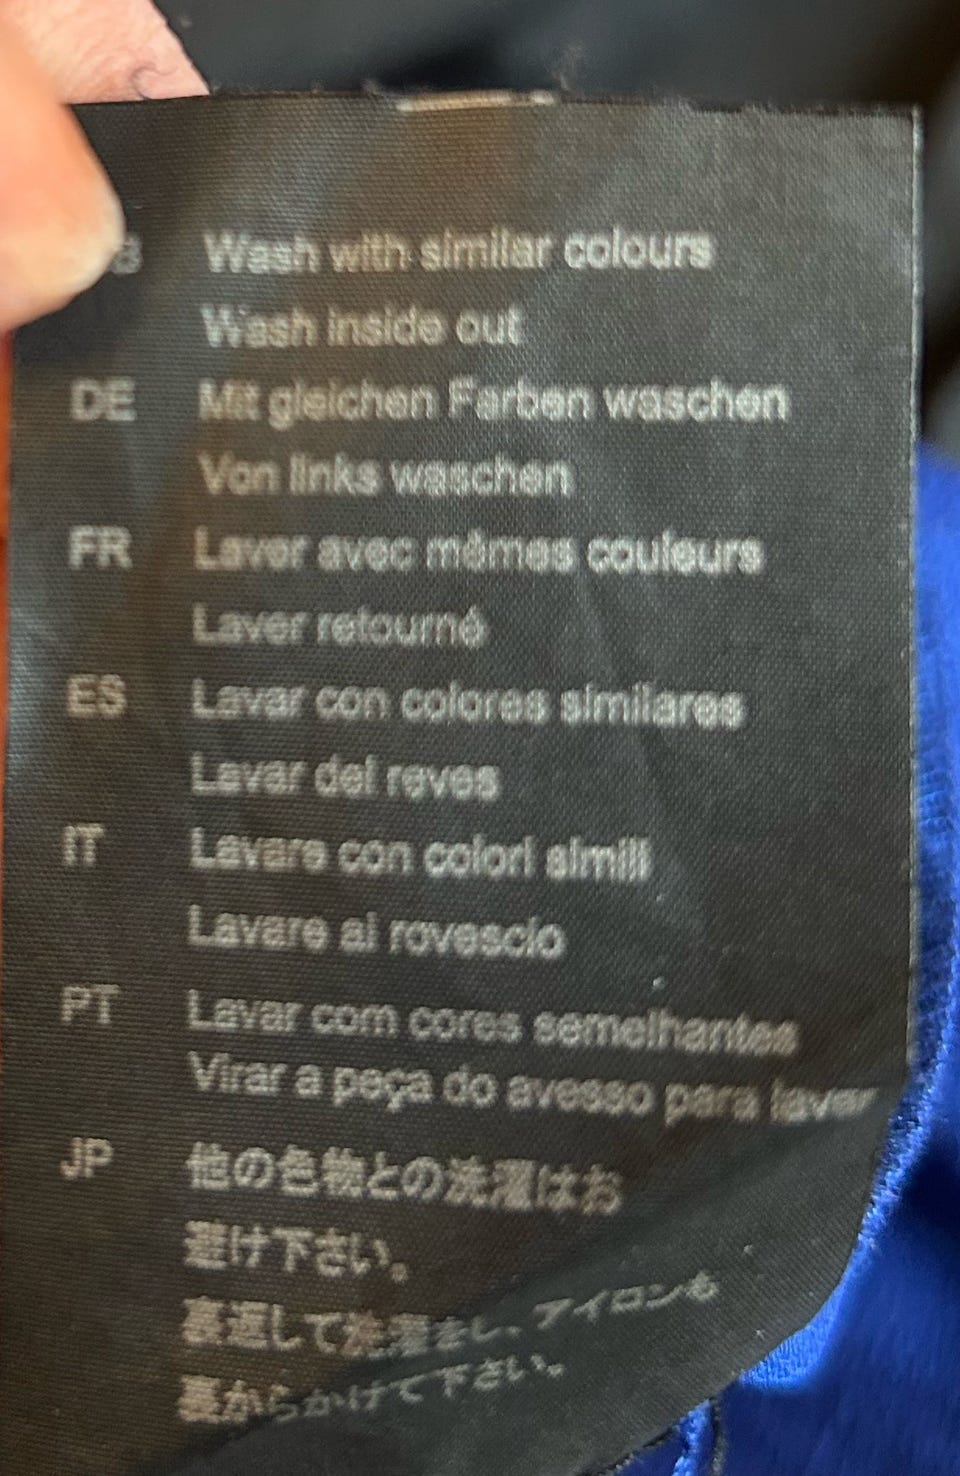 Wash with similar colours
Wash inside out
DE Mit gleichen Farben waschen
Von links waschen
FR Laver avec mêmes couleurs
Laver retourné
ES Lavar con colores similares
Lavar del reves
IT Lavare con colori simili
Lavare al rovescio
PT Lavar com cores semelhantes
Virar a peça do avesso para lavar
JP 他の色物との洗濯はお
避け下さい。
裏返して洗濯をし、アイロンも
裏からかけて下さい。